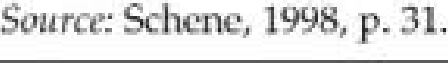 Source: Schene, 1998, p. 31.